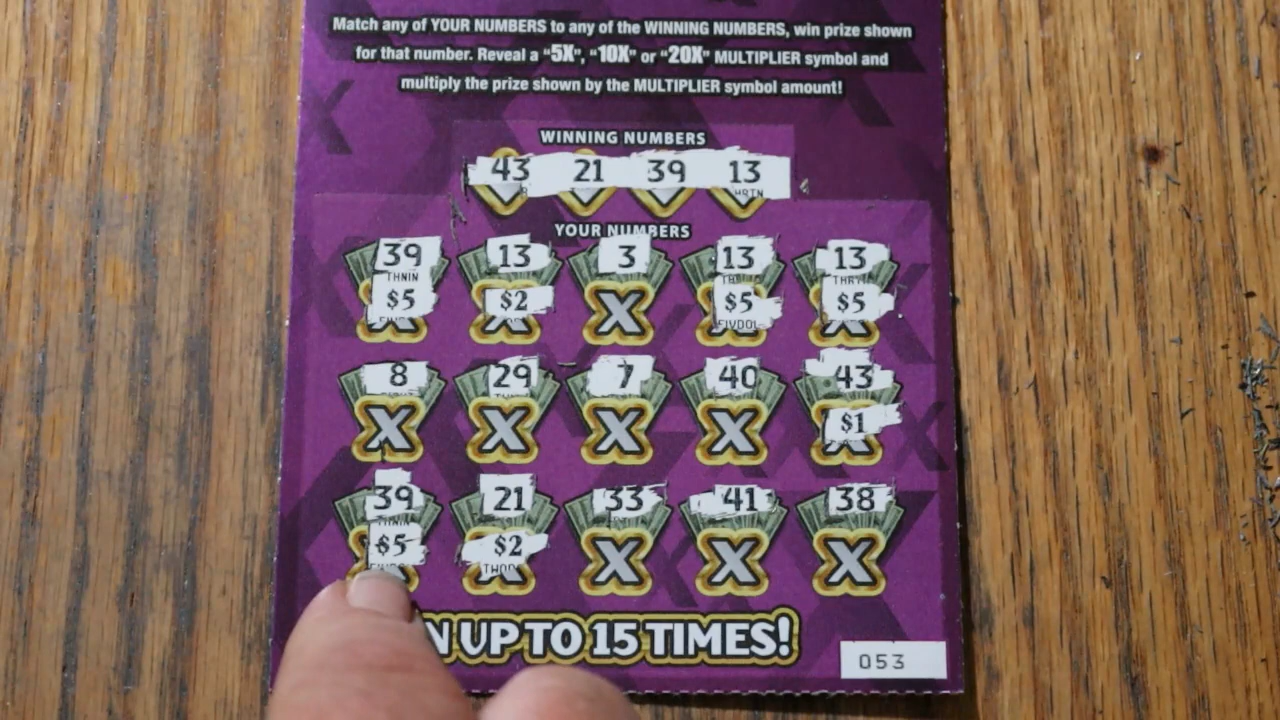 Match any of YOUR NUMBERS to any of the WINNING NUMBERS, win prize shown
for that number. Reveal a "5X", "10X" or "20X" MULTIPLIER symbol and
multiply the prize shown by the MULTIPLIER symbol amount!
WINNING NUMBERS
43 21 39 13
YOUR NUMBERS
39 13 3 13 13
THNIN
$5 $2 X $5 $5
FIVDOL
8 29 7 40 43
X X X X $1
39 21 33 41 38
$5 $2 X X X
UP TO 15 TIMES!
053